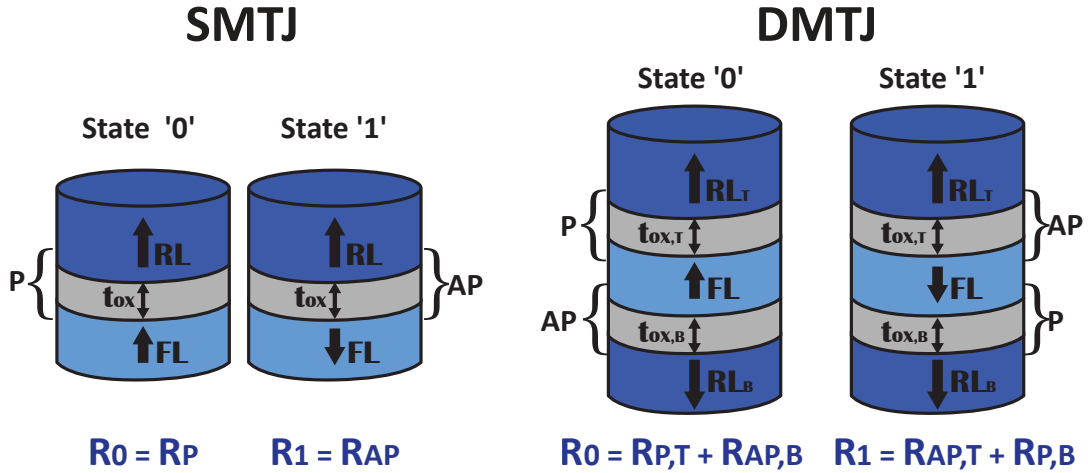 SMTJ
State '0'
State '1'
P
RL
tox
FL
RL
tox
FL
AP
R0 = RP
R1 = RAP
DMTJ
State '0'
State '1'
P
AP
RLT
tox,T
FL
tox,B
RLB
RLT
tox,T
FL
tox,B
RLB
AP
P
R0 = RP,T + RAP,B
R1 = RAP,T + RP,B